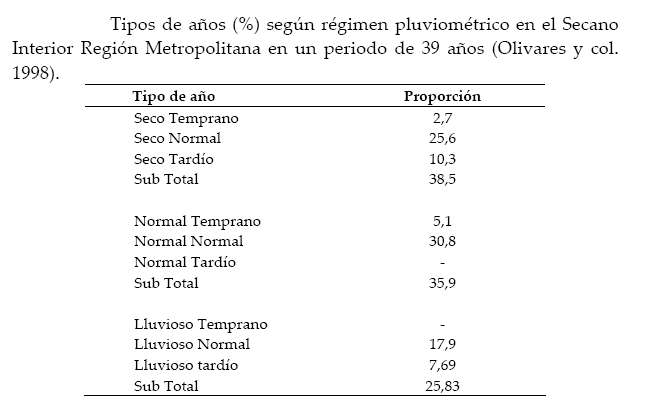 Tipos de años (%) según régimen pluviométrico en el Secano
Interior Región Metropolitana en un periodo de 39 años (Olivares y col.
1998).
Tipo de año Proporción
Seco Temprano 2,7
Seco Normal 25,6
Seco Tardío 10,3
Sub Total 38,5
Normal Temprano 5,1
Normal Normal 30,8
Normal Tardío -
Sub Total 35,9
Lluvioso Temprano -
Lluvioso Normal 17,9
Lluvioso tardío 7,69
Sub Total 25,83